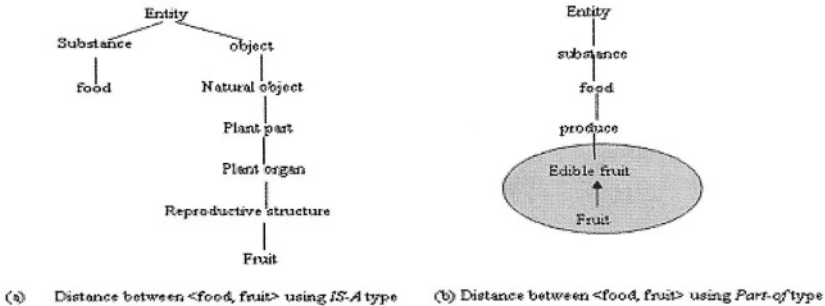 Entity
Substance
object
food
Natural object
Plant part
Plant organ
Reproductive structure
Fruit
(a) Distance between <food, fruit> using IS-A type
Entity
substance
food
produce
Edible fruit
Fruit
(b) Distance between <food, fruit> using Part-of type